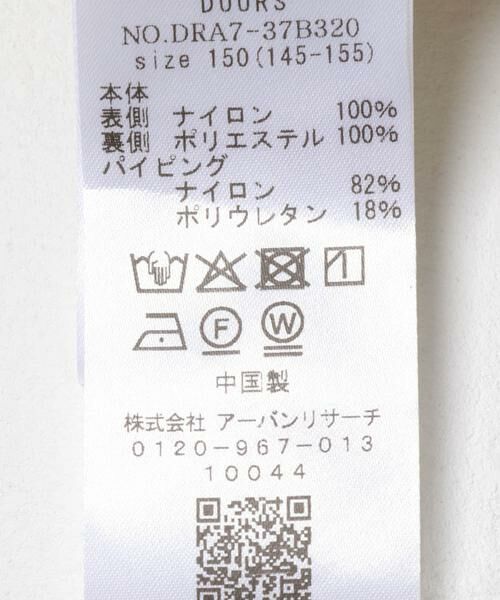 DOORS
NO.DRA7-37B320
size 150(145-155)
本体
表側 ナイロン 100%
裏側 ポリエステル 100%
パイピング
ナイロン 82%
ポリウレタン 18%
F W
中国製
株式会社 アーバンリサーチ
0120-967-013
10044